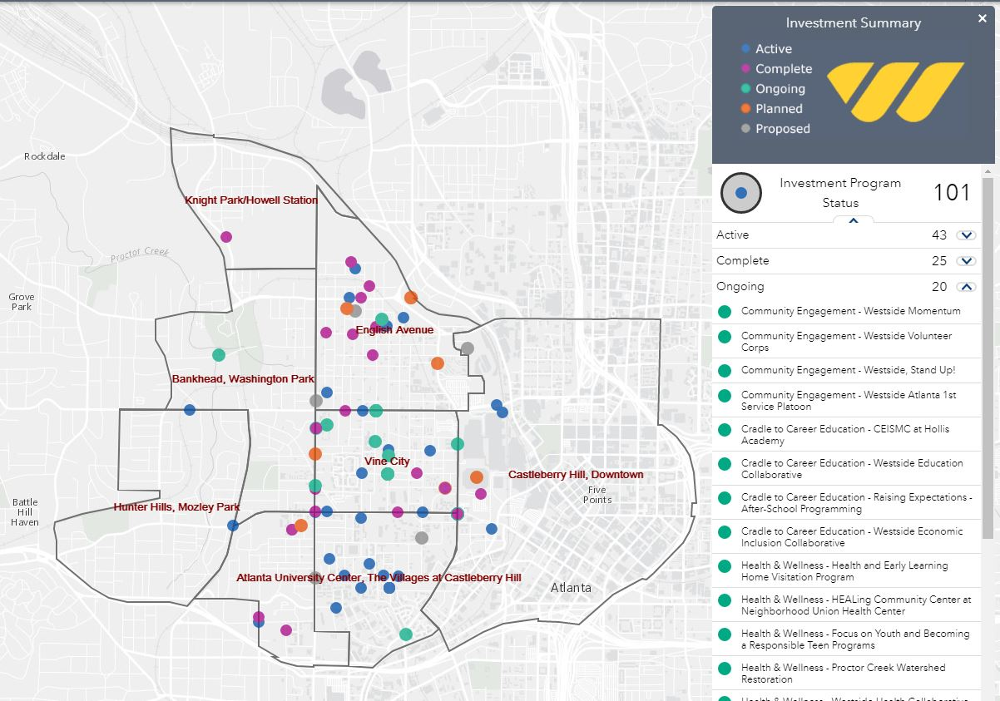 Investment Summary
×
Active
Complete
Ongoing
Planned
Proposed
Investment Program
Status
101
Active 43
Complete 25
Ongoing 20
Community Engagement - Westside Momentum
Community Engagement - Westside Volunteer
Corps
Community Engagement - Westside, Stand Up!
Community Engagement - Westside Atlanta 1st
Service Platoon
Cradle to Career Education - CEISMC at Hollis
Academy
Cradle to Career Education - Westside Education
Collaborative
Cradle to Career Education - Raising Expectations -
After-School Programming
Cradle to Career Education - Westside Economic
Inclusion Collaborative
Health & Wellness - Health and Early Learning
Home Visitation Program
Health & Wellness - HEALing Community Center at
Neighborhood Union Health Center
Health & Wellness - Focus on Youth and Becoming
a Responsible Teen Programs
Health & Wellness - Proctor Creek Watershed
Restoration
Health & Wellness - Westside Health Collaborative
Rockdale
Knight Park/Howell Station
Proctor Creek
Grove
Park
English Avenue
Bankhead, Washington Park
Vine City
Castleberry Hill, Downtown
Five
Points
Battle
Hill
Haven
Hunter Hills, Mozley Park
Atlanta University Center, The Villages at Castleberry Hill
Atlanta